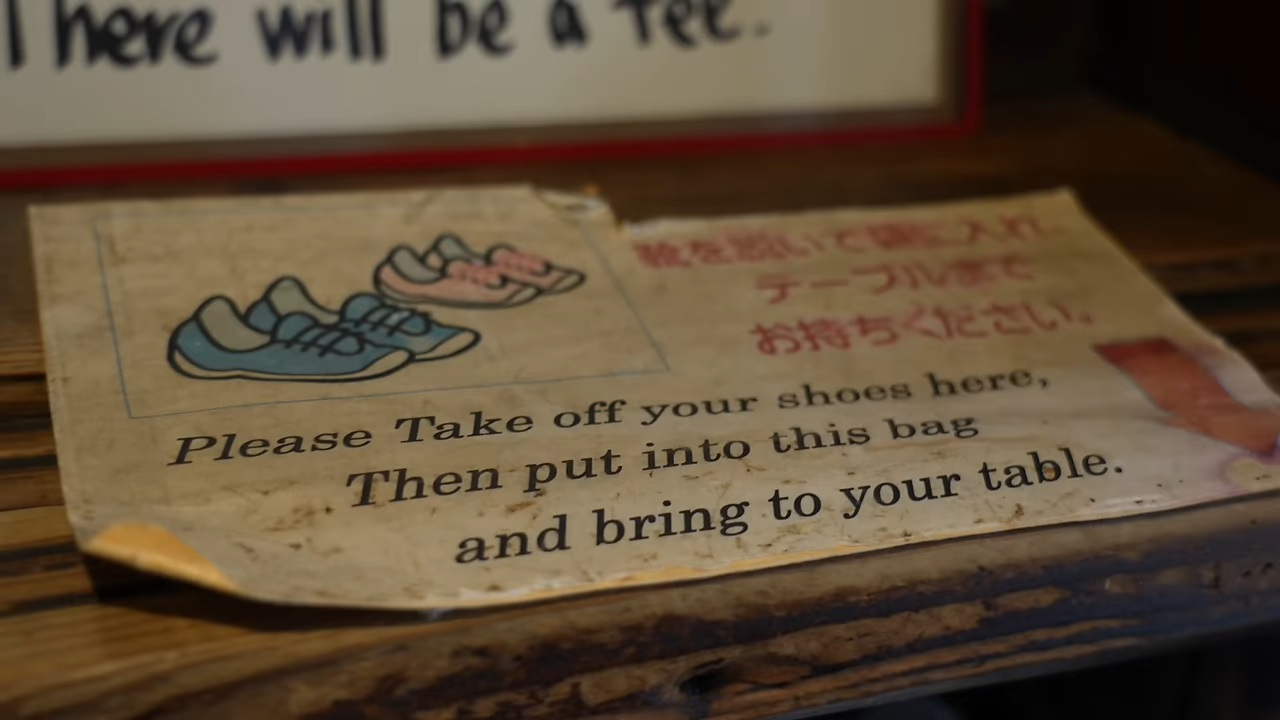 There will be a fee.
靴を脱いで袋に入れ、
テーブルまで
お持ちください。
Please Take off your shoes here,
Then put into this bag
and bring to your table.